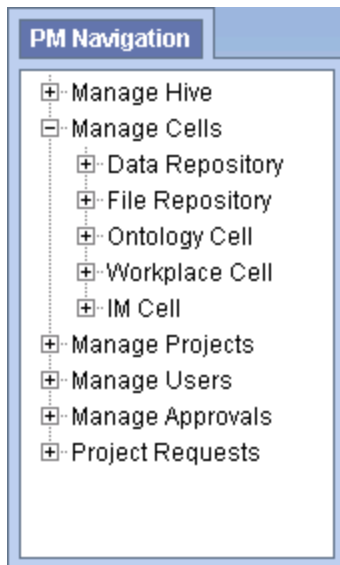 PM Navigation
Manage Hive
Manage Cells
Data Repository
File Repository
Ontology Cell
Workplace Cell
IM Cell
Manage Projects
Manage Users
Manage Approvals
Project Requests